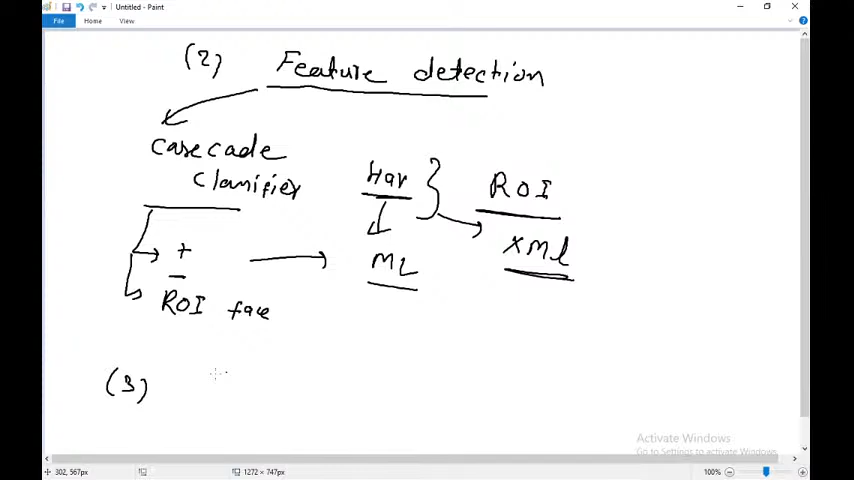 Untitled - Paint
File Home View
(2) Feature detection
Casecade
Clanifier
Har
ROI
+
ML
XMl
ROI face
(3)
Activate Windows
Go to Settings to activate Windows.
302, 567px
1272 × 747px
100%